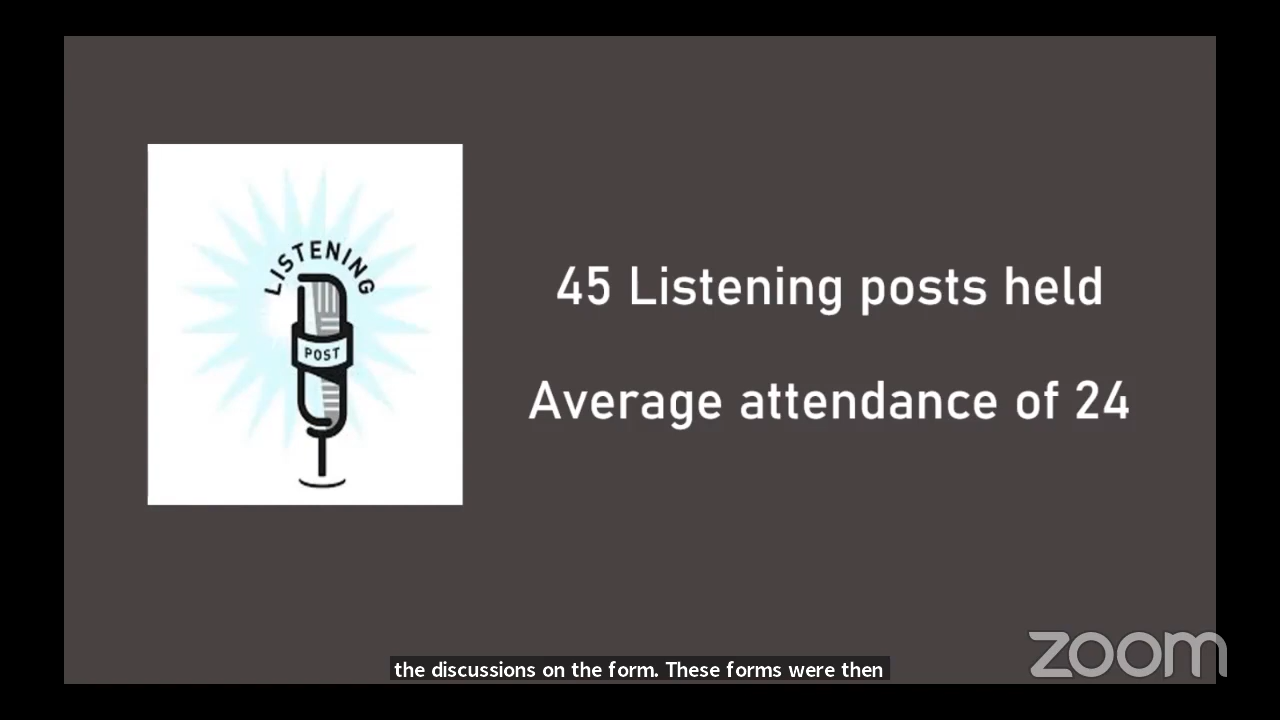 LISTENING
POST
45 Listening posts held
Average attendance of 24
the discussions on the form. These forms were then
zoom